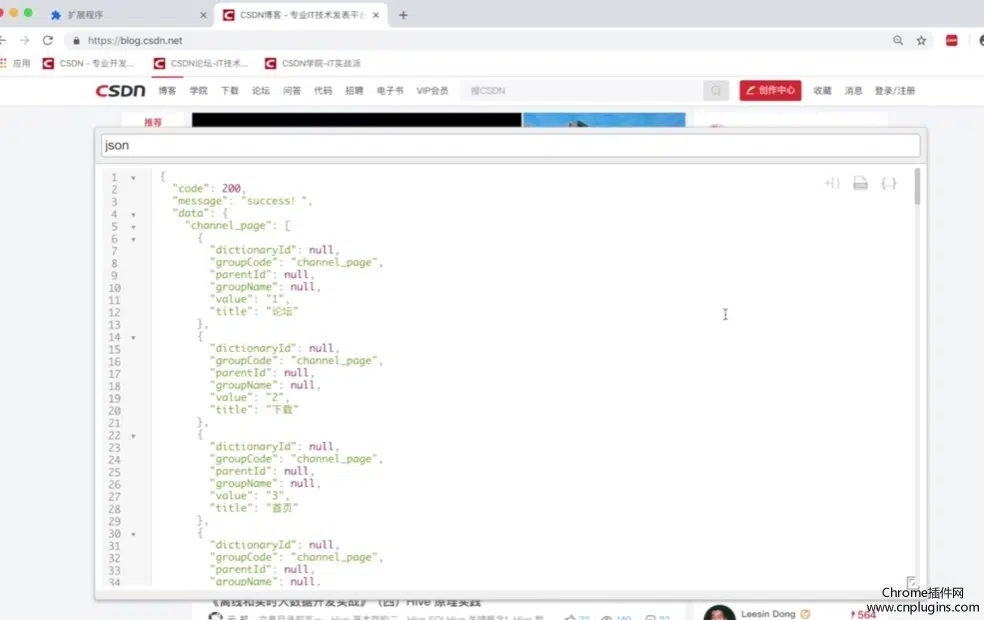 扩展程序
CSDN博客 - 专业IT技术发表平台
https://blog.csdn.net
应用 CSDN - 专业开发... CSDN论坛-IT技术... CSDN学院-IT实战派
CSDN 博客 学院 下载 论坛 问答 代码 招聘 电子书 VIP会员 搜CSDN 创作中心 收藏 消息 登录/注册
推荐
json
1 {
2 "code": 200,
3 "message": "success! ",
4 "data": {
5 "channel_page": [
6 {
7 "dictionaryId": null,
8 "groupCode": "channel_page",
9 "parentId": null,
10 "groupName": null,
11 "value": "1",
12 "title": "论坛"
13 },
14 {
15 "dictionaryId": null,
16 "groupCode": "channel_page",
17 "parentId": null,
18 "groupName": null,
19 "value": "2",
20 "title": "下载"
21 },
22 {
23 "dictionaryId": null,
24 "groupCode": "channel_page",
25 "parentId": null,
26 "groupName": null,
27 "value": "3",
28 "title": "首页"
29 },
30 {
31 "dictionaryId": null,
32 "groupCode": "channel_page",
33 "parentId": null,
34 "groupName": null,
+{} {..}
《离线和实时大数据开发实战》（四）Hive 原理实践
Leesin Dong 564
Chrome插件网
www.cnplugins.com